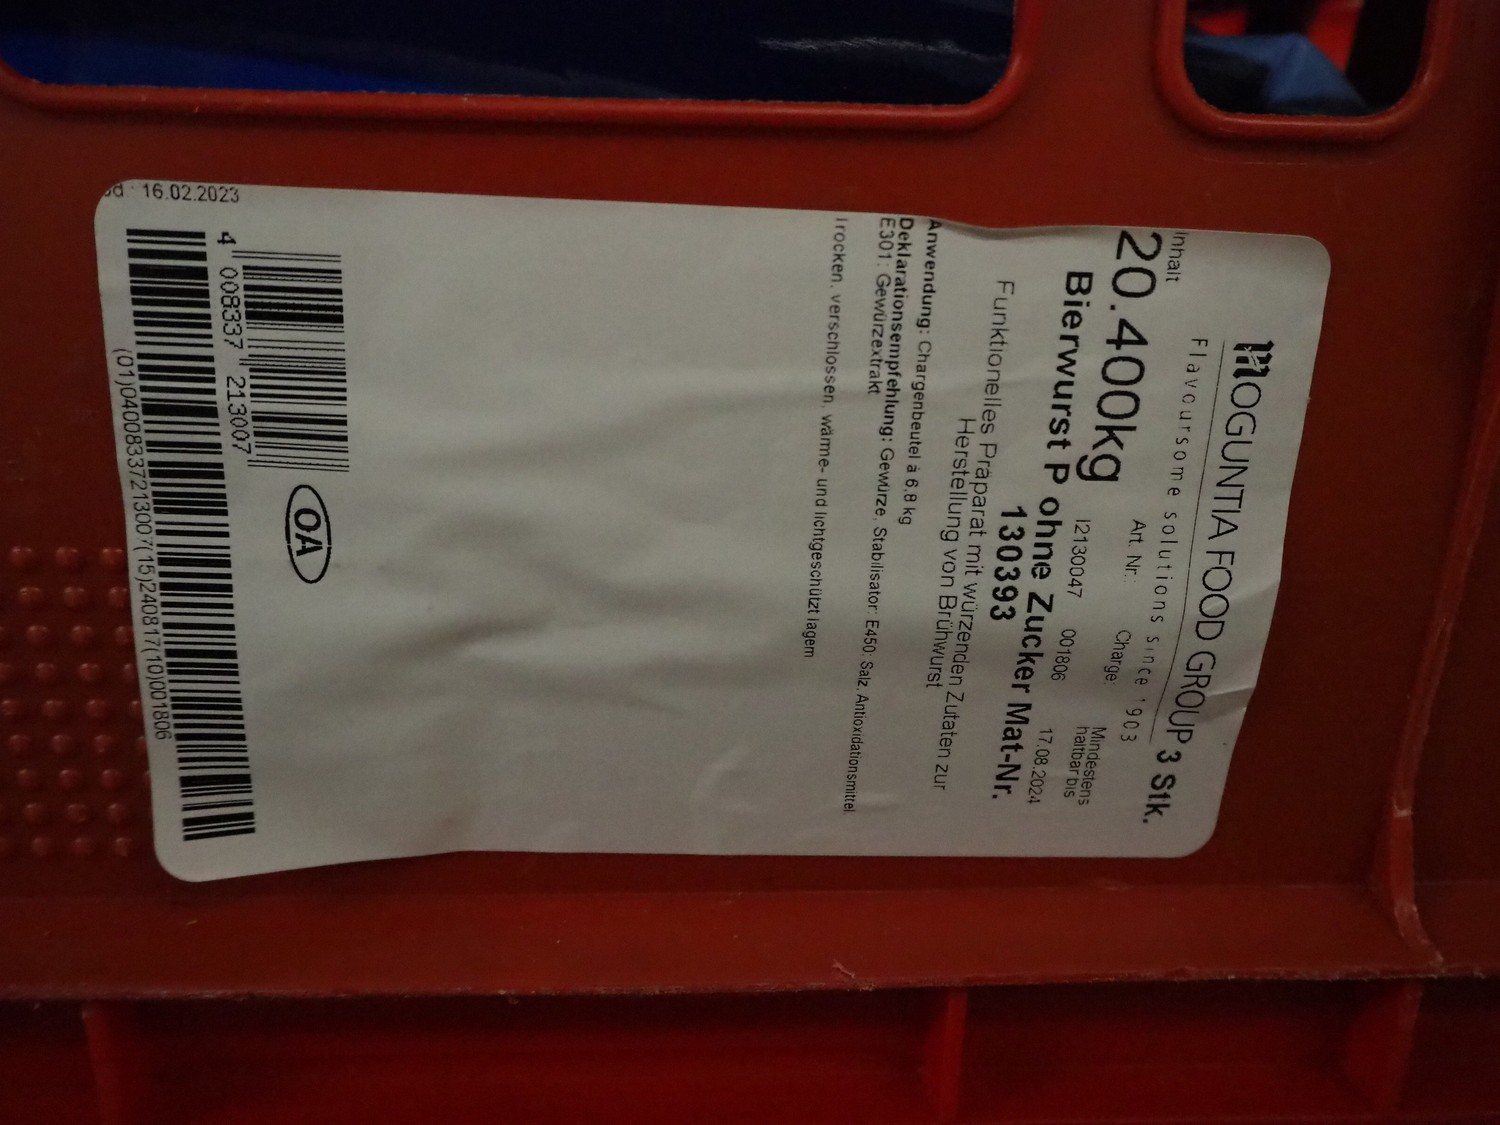 MOGUNTIA FOOD GROUP
Flavoursome solutions since 1903
Inhalt
20.400kg
Art. Nr.:
Charge:
Mindestens
haltbar bis
3 Stk.
I2130047
001806
17.08.2024
Bierwurst P ohne Zucker Mat-Nr.
130393
Funktionelles Präparat mit würzenden Zutaten zur
Herstellung von Brühwurst
Anwendung: Chargenbeutel à 6,8 kg
Deklarationsempfehlung: Gewürze, Stabilisator: E450; Salz, Antioxidationsmittel:
E301; Gewürzextrakt
Trocken, verschlossen, wärme- und lichtgeschützt lagern
OA
4 008337 213007
(01)04008337213007(15)240817(10)001806
16.02.2023